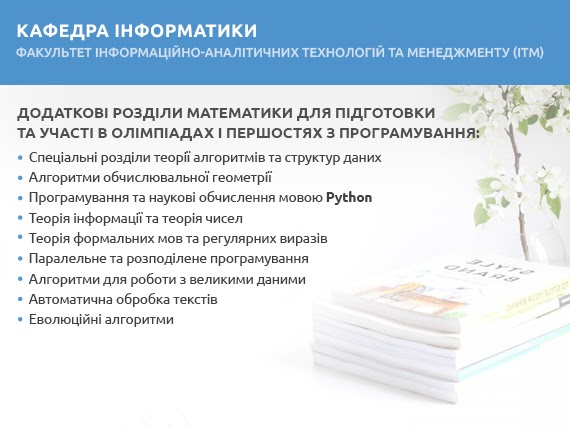 КАФЕДРА ІНФОРМАТИКИ
ФАКУЛЬТЕТ ІНФОРМАЦІЙНО-АНАЛІТИЧНИХ ТЕХНОЛОГІЙ ТА МЕНЕДЖМЕНТУ (ІТМ)
ДОДАТКОВІ РОЗДІЛИ МАТЕМАТИКИ ДЛЯ ПІДГОТОВКИ
ТА УЧАСТІ В ОЛІМПІАДАХ І ПЕРШОСТЯХ З ПРОГРАМУВАННЯ:
• Спеціальні розділи теорії алгоритмів та структур даних
• Алгоритми обчислювальної геометрії
• Програмування та наукові обчислення мовою Python
• Теорія інформації та теорія чисел
• Теорія формальних мов та регулярних виразів
• Паралельне та розподілене програмування
• Алгоритми для роботи з великими даними
• Автоматична обробка текстів
• Еволюційні алгоритми
STYLE
BRAND